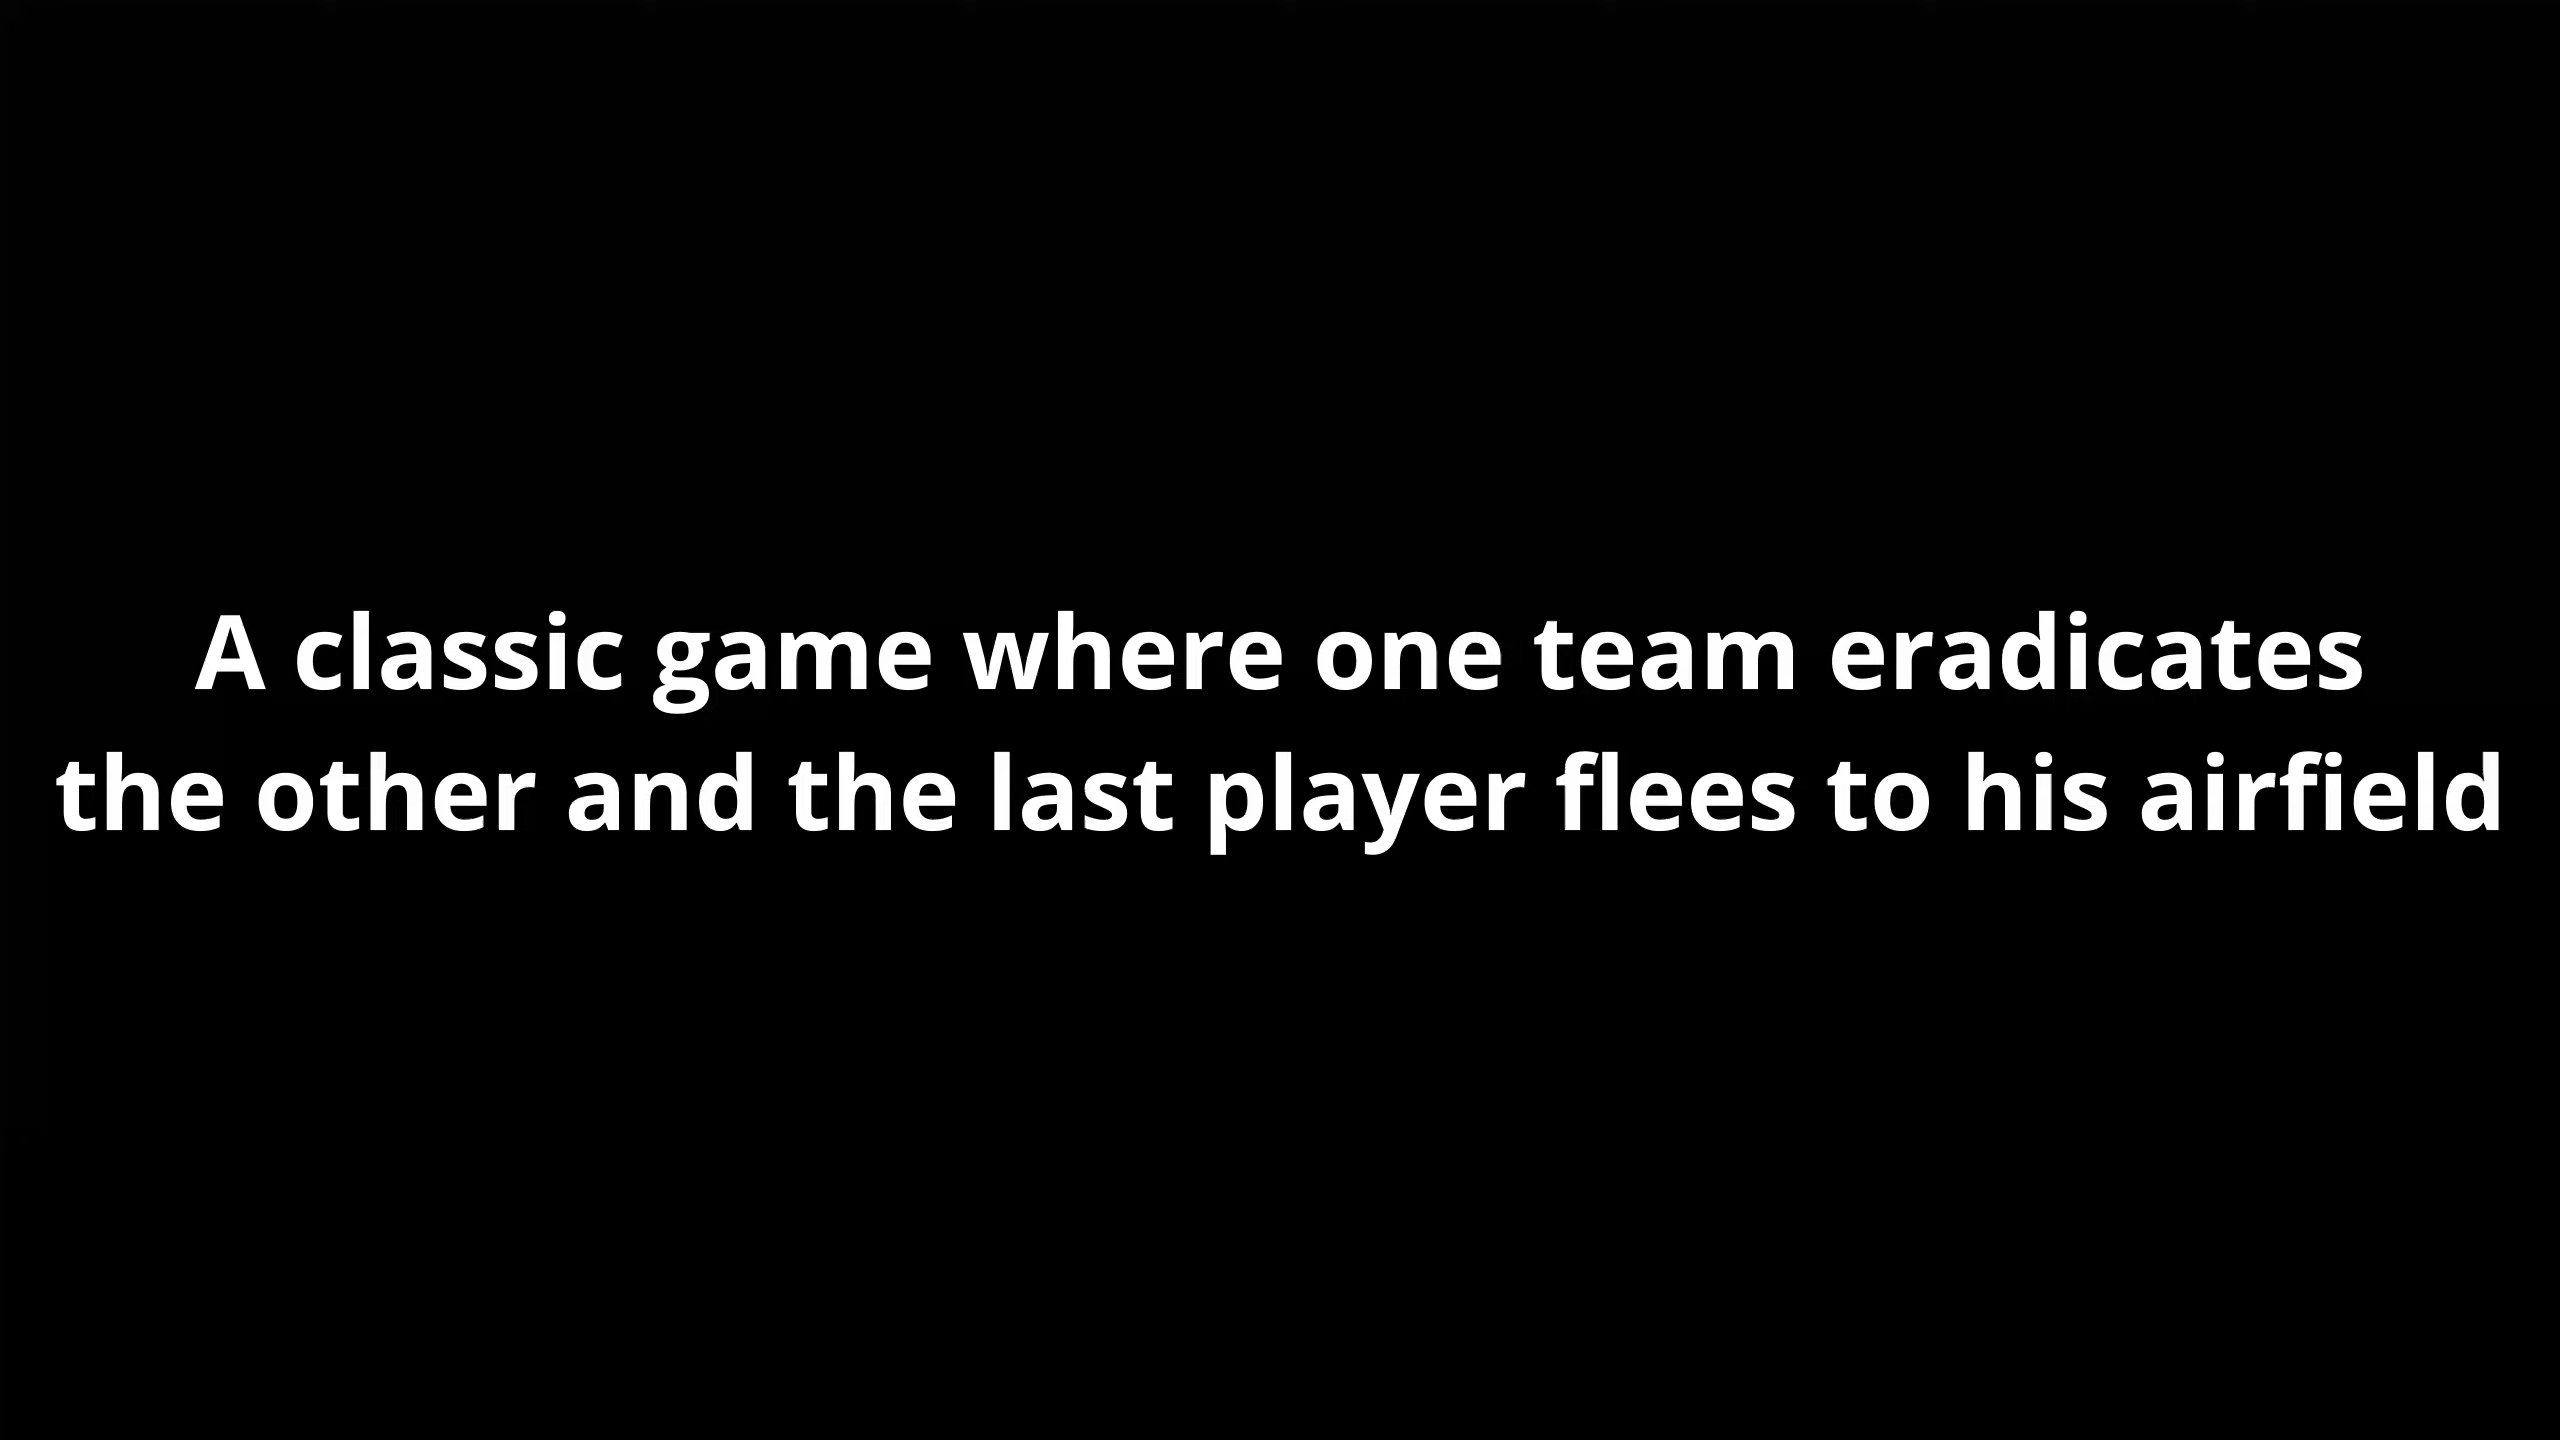 A classic game where one team eradicates
the other and the last player flees to his airfield